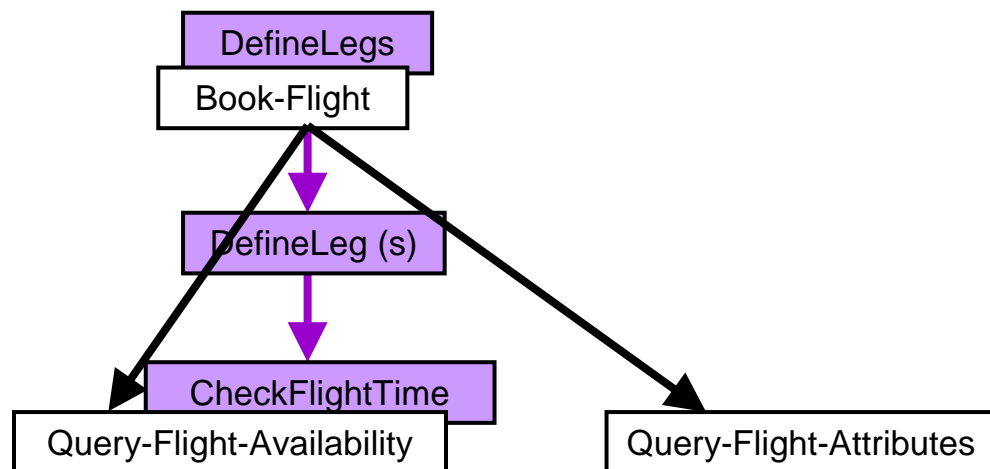 DefineLegs
Book-Flight
DefineLeg (s)
CheckFlightTime
Query-Flight-Availability
Query-Flight-Attributes